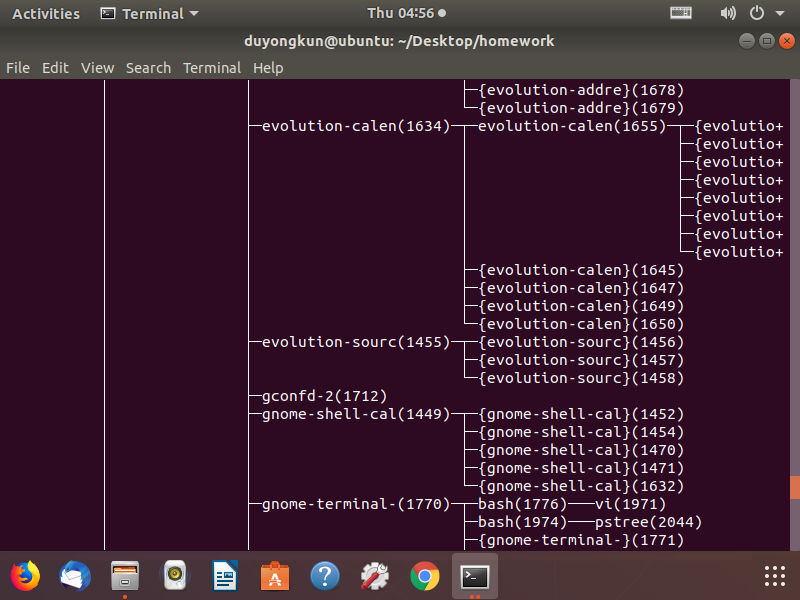 Activities Terminal Thu 04:56
duyongkun@ubuntu: ~/Desktop/homework
File Edit View Search Terminal Help
{evolution-addre}(1678)
{evolution-addre}(1679)
evolution-calen(1634) evolution-calen(1655) {evolutio+
{evolutio+
{evolutio+
{evolutio+
{evolutio+
{evolutio+
{evolutio+
{evolutio+
{evolution-calen}(1645)
{evolution-calen}(1647)
{evolution-calen}(1649)
{evolution-calen}(1650)
evolution-sourc(1455) {evolution-sourc}(1456)
{evolution-sourc}(1457)
{evolution-sourc}(1458)
gconfd-2(1712)
gnome-shell-cal(1449) {gnome-shell-cal}(1452)
{gnome-shell-cal}(1454)
{gnome-shell-cal}(1470)
{gnome-shell-cal}(1471)
{gnome-shell-cal}(1632)
gnome-terminal-(1770) bash(1776) vi(1971)
bash(1974) pstree(2044)
{gnome-terminal-}(1771)